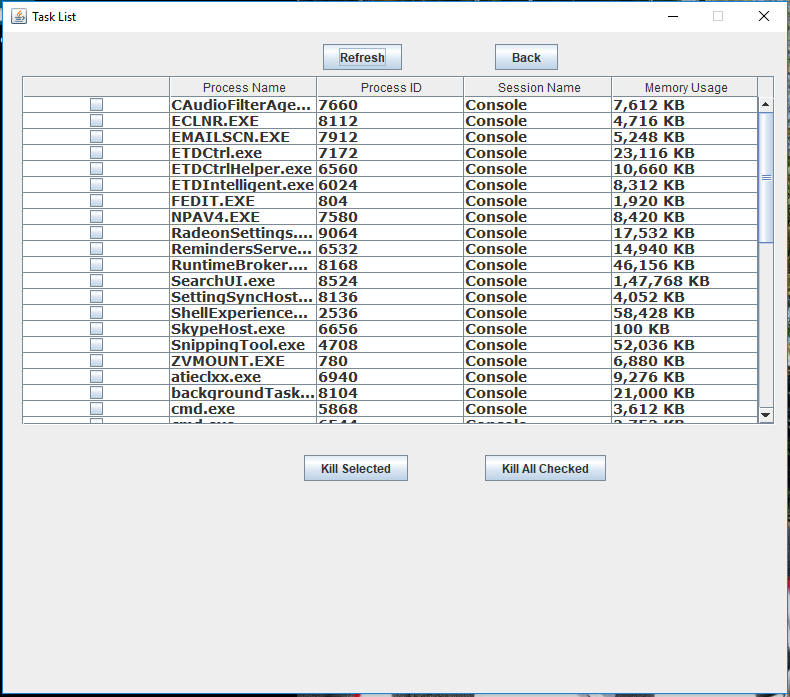 Task List
Refresh Back
Process Name Process ID Session Name Memory Usage
CAudioFilterAge... 7660 Console 7,612 KB
ECLNR.EXE 8112 Console 4,716 KB
EMAILSCN.EXE 7912 Console 5,248 KB
ETDCtrl.exe 7172 Console 23,116 KB
ETDCtrlHelper.exe 6560 Console 10,660 KB
ETDIntelligent.exe 6024 Console 8,312 KB
FEDIT.EXE 804 Console 1,920 KB
NPAV4.EXE 7580 Console 8,420 KB
RadeonSettings.... 9064 Console 17,532 KB
RemindersServe... 6532 Console 14,940 KB
RuntimeBroker.... 8168 Console 46,156 KB
SearchUI.exe 8524 Console 1,47,768 KB
SettingSyncHost... 8136 Console 4,052 KB
ShellExperience... 2536 Console 58,428 KB
SkypeHost.exe 6656 Console 100 KB
SnippingTool.exe 4708 Console 52,036 KB
ZVMOUNT.EXE 780 Console 6,880 KB
atieclxx.exe 6940 Console 9,276 KB
backgroundTask... 8104 Console 21,000 KB
cmd.exe 5868 Console 3,612 KB
Kill Selected Kill All Checked